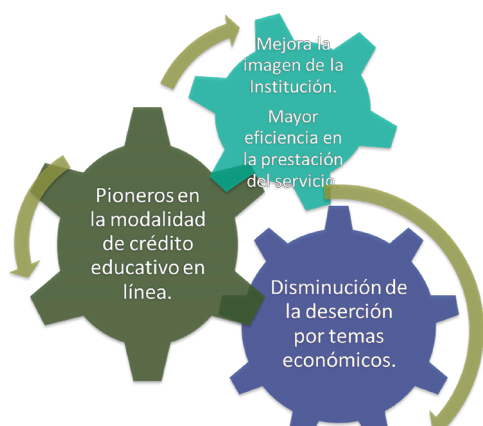 Mejora la
imagen de la
Institución.
Mayor
eficiencia en
la prestación
del servicio.
Pioneros en
la modalidad
de crédito
educativo en
línea.
Disminución de
la deserción
por temas
económicos.